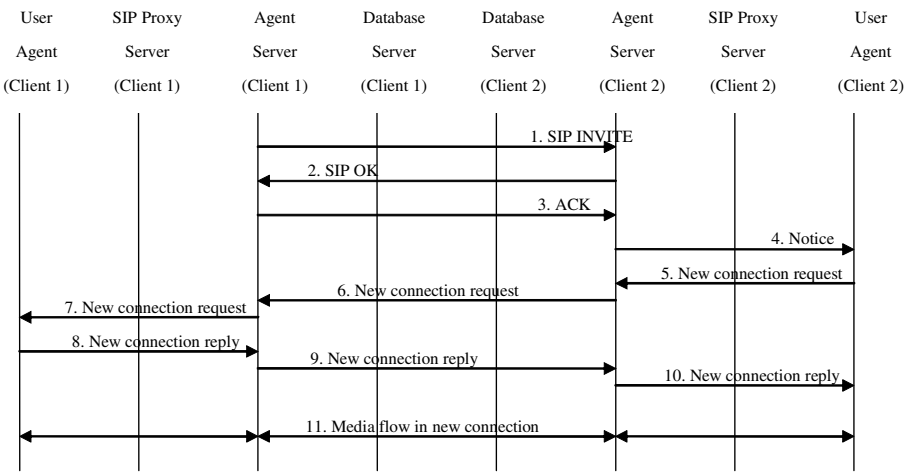 User SIP Proxy Agent Database Database Agent SIP Proxy User
Agent Server Server Server Server Server Server Agent
(Client 1) (Client 1) (Client 1) (Client 1) (Client 2) (Client 2) (Client 2) (Client 2)
1. SIP INVITE
2. SIP OK
3. ACK
4. Notice
5. New connection request
6. New connection request
7. New connection request
8. New connection reply
9. New connection reply
10. New connection reply
11. Media flow in new connection